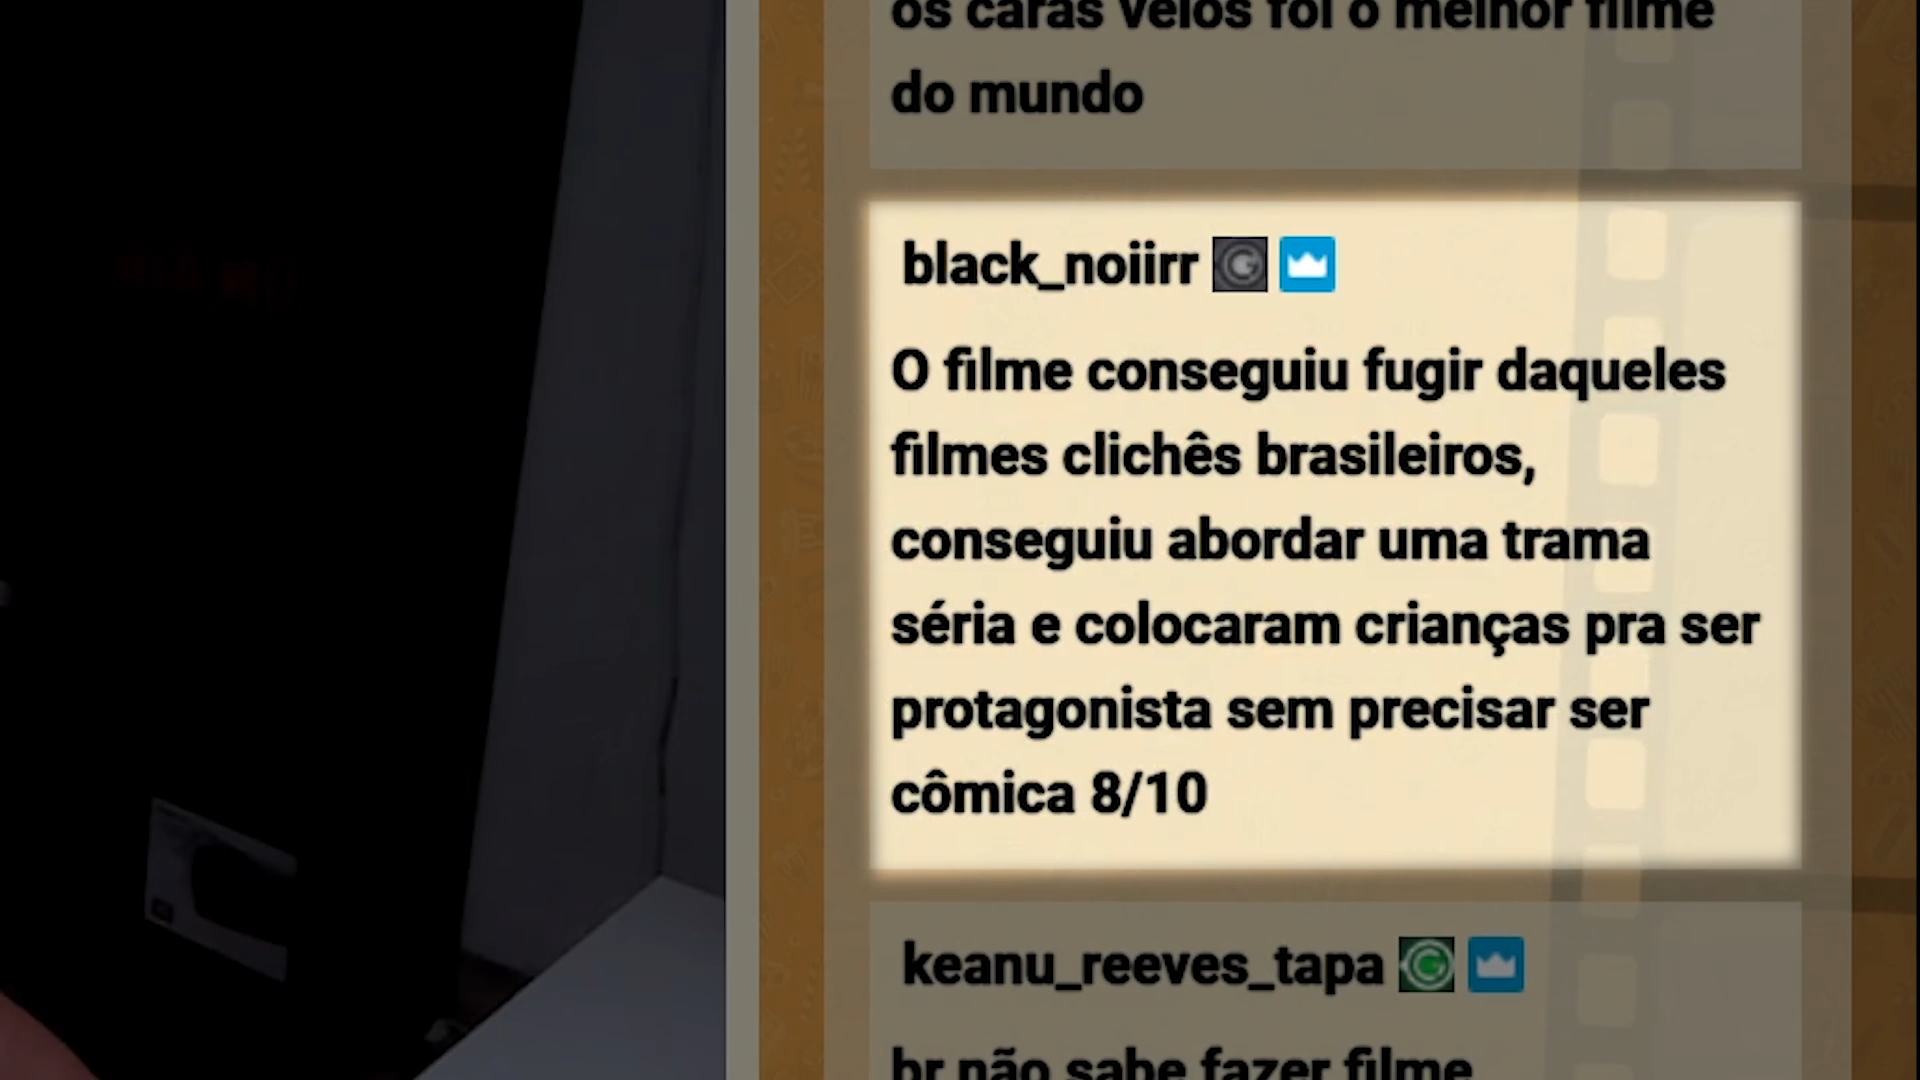 os caras velos foi o melhor filme
do mundo
black_noiirr
O filme conseguiu fugir daqueles
filmes clichês brasileiros,
conseguiu abordar uma trama
séria e colocaram crianças pra ser
protagonista sem precisar ser
cômica 8/10
keanu_reeves_tapa
br não sabe fazer filme